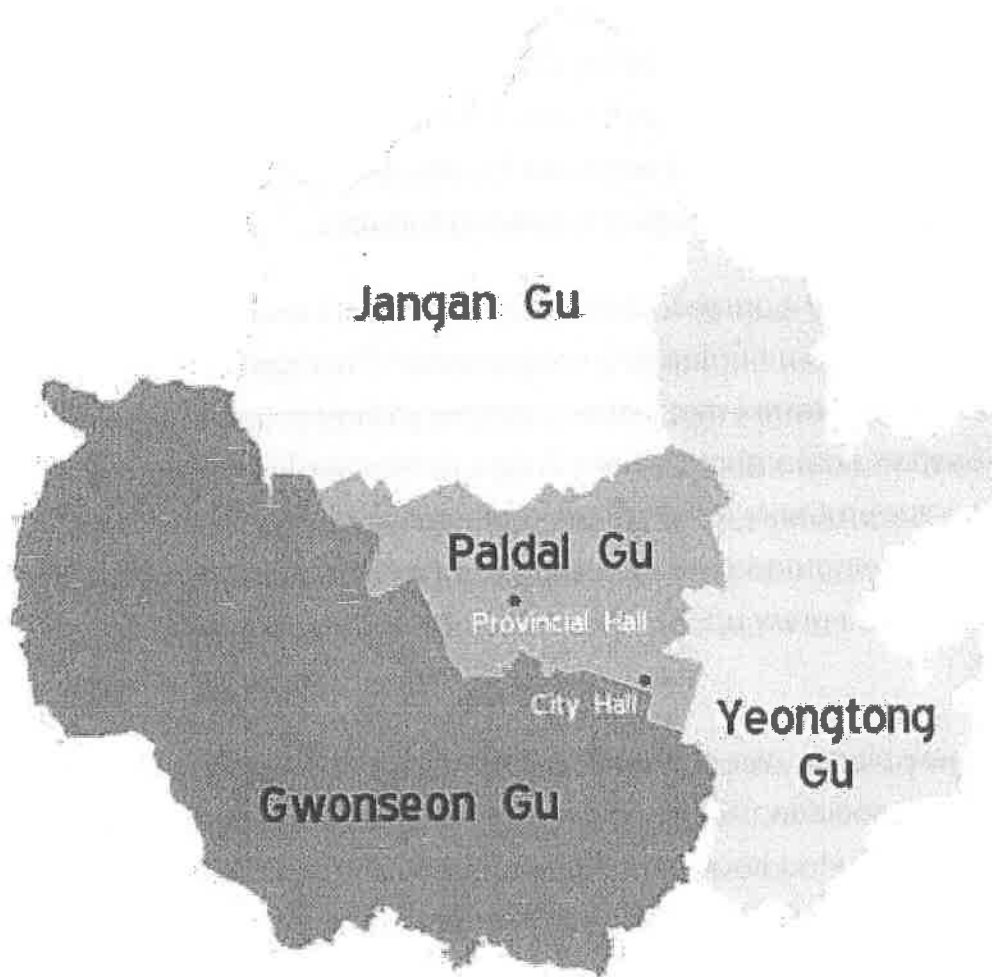 Jangan Gu
Paldal Gu
Provincial Hall
City Hall
Yeongtong
Gu
Gwonseon Gu